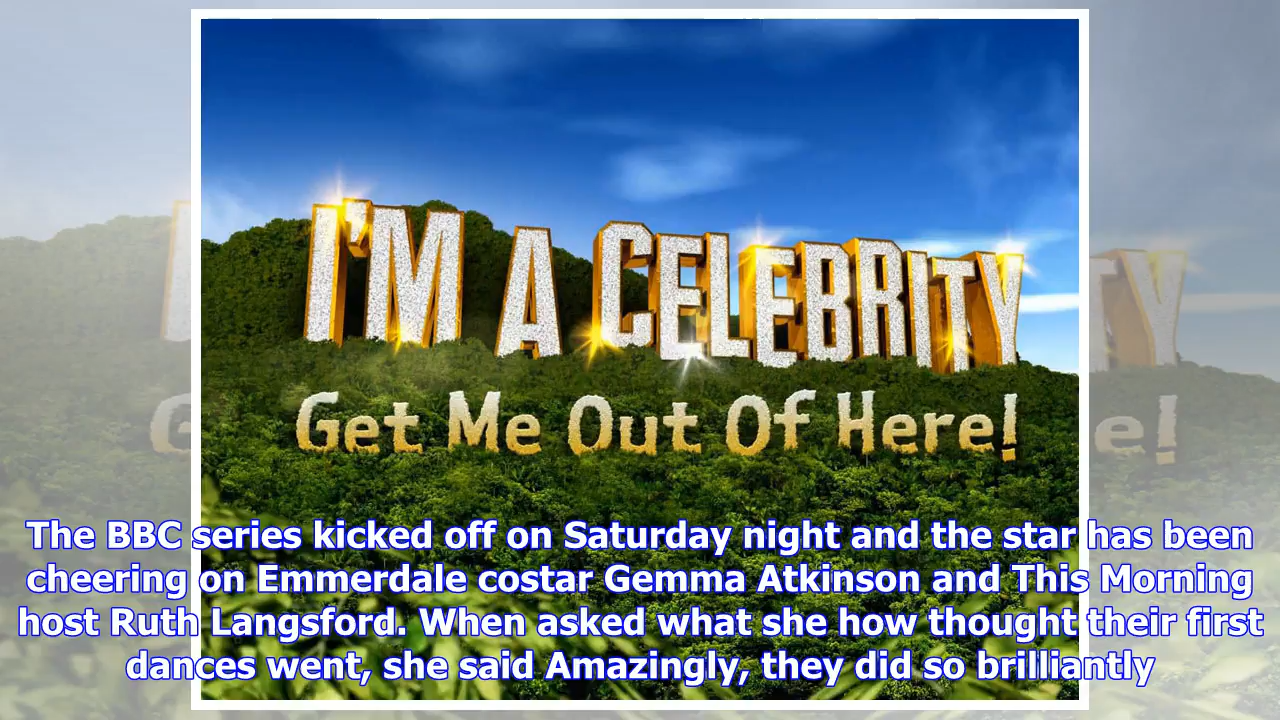 I'M A CELEBRITY
Get Me Out Of Here!
e!
The BBC series kicked off on Saturday night and the star has been
cheering on Emmerdale costar Gemma Atkinson and This Morning
host Ruth Langsford. When asked what she how thought their first
dances went, she said Amazingly, they did so brilliantly